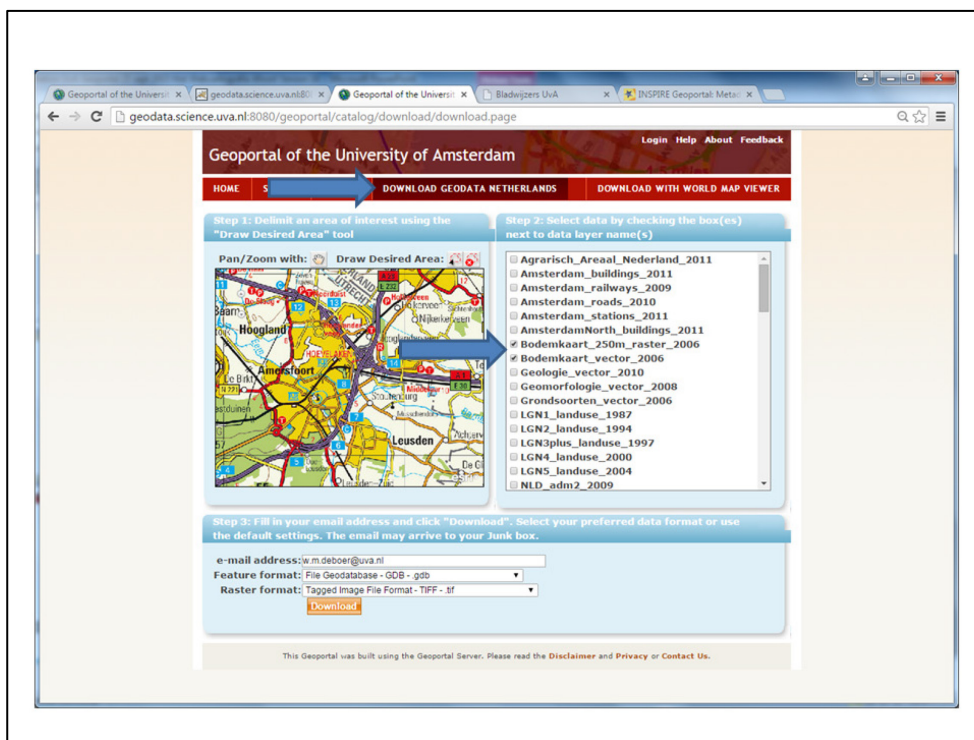 Geoportal of the Universit
geodata.science.uva.nl:80
Geoportal of the Universit
Bladwijzers UvA
INSPIRE Geoportal: Metad
geodata.science.uva.nl:8080/geoportal/catalog/download/download.page
Login Help About Feedback
Geoportal of the University of Amsterdam
HOME S DOWNLOAD GEODATA NETHERLANDS DOWNLOAD WITH WORLD MAP VIEWER
Step 1: Delimit an area of interest using the
"Draw Desired Area" tool
Pan/Zoom with: Draw Desired Area:
Hoogland
HOEVELAKEN
Amersfoort
De Birkt
N 221
Stoutenburg
Leusden
Nijkerkerveen
E 232
E 30
Step 2: Select data by checking the box(es)
next to data layer name(s)
Agrarisch_Areaal_Nederland_2011
Amsterdam_buildings_2011
Amsterdam_railways_2009
Amsterdam_roads_2010
Amsterdam_stations_2011
AmsterdamNorth_buildings_2011
Bodemkaart_250m_raster_2006
Bodemkaart_vector_2006
Geologie_vector_2010
Geomorfologie_vector_2008
Grondsoorten_vector_2006
LGN1_landuse_1987
LGN2_landuse_1994
LGN3plus_landuse_1997
LGN4_landuse_2000
LGN5_landuse_2004
NLD_adm2_2009
Step 3: Fill in your email address and click "Download". Select your preferred data format or use
the default settings. The email may arrive to your Junk box.
e-mail address: w.m.deboer@uva.nl
Feature format: File Geodatabase - GDB - .gdb
Raster format: Tagged Image File Format - TIFF - .tif
Download
This Geoportal was built using the Geoportal Server. Please read the Disclaimer and Privacy or Contact Us.